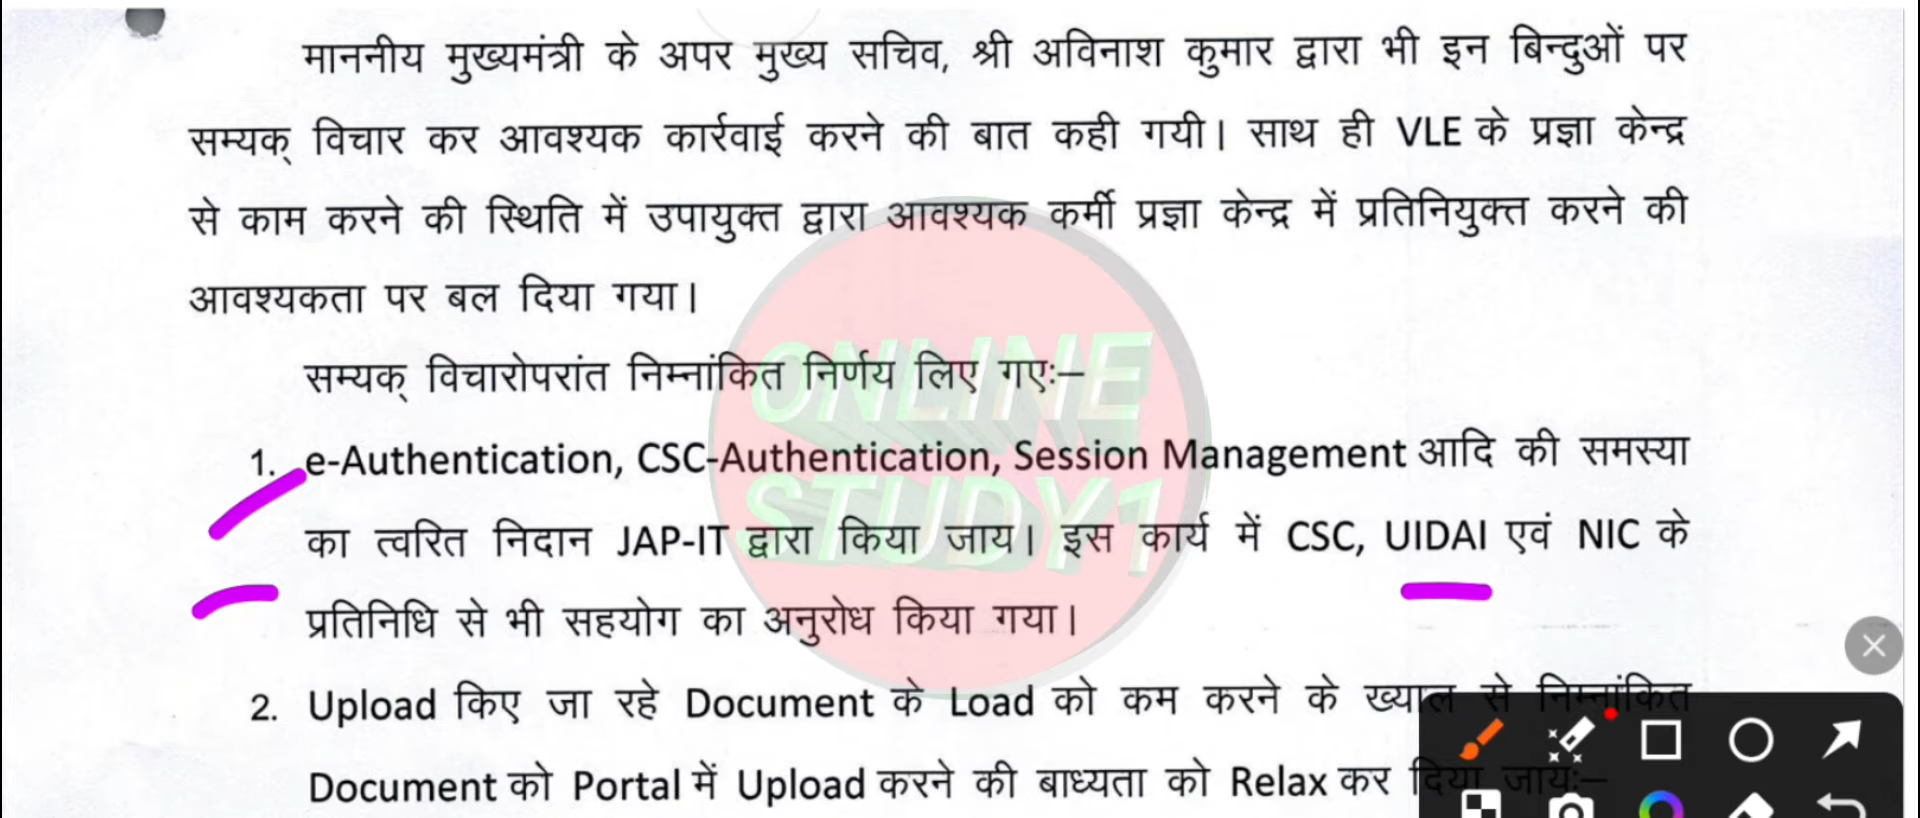 माननीय मुख्यमंत्री के अपर मुख्य सचिव, श्री अविनाश कुमार द्वारा भी इन बिन्दुओं पर
सम्यक् विचार कर आवश्यक कार्रवाई करने की बात कही गयी। साथ ही VLE के प्रज्ञा केन्द्र
से काम करने की स्थिति में उपायुक्त द्वारा आवश्यक कर्मी प्रज्ञा केन्द्र में प्रतिनियुक्त करने की
आवश्यकता पर बल दिया गया।
सम्यक् विचारोपरांत निम्नांकित निर्णय लिए गए:–
ONLINE
STUDY1
1. e-Authentication, CSC-Authentication, Session Management आदि की समस्या
का त्वरित निदान JAP-IT द्वारा किया जाय। इस कार्य में CSC, UIDAI एवं NIC के
प्रतिनिधि से भी सहयोग का अनुरोध किया गया।
2. Upload किए जा रहे Document के Load को कम करने के ख्याल से निम्नांकित
Document को Portal में Upload करने की बाध्यता को Relax कर दिया जाय:–